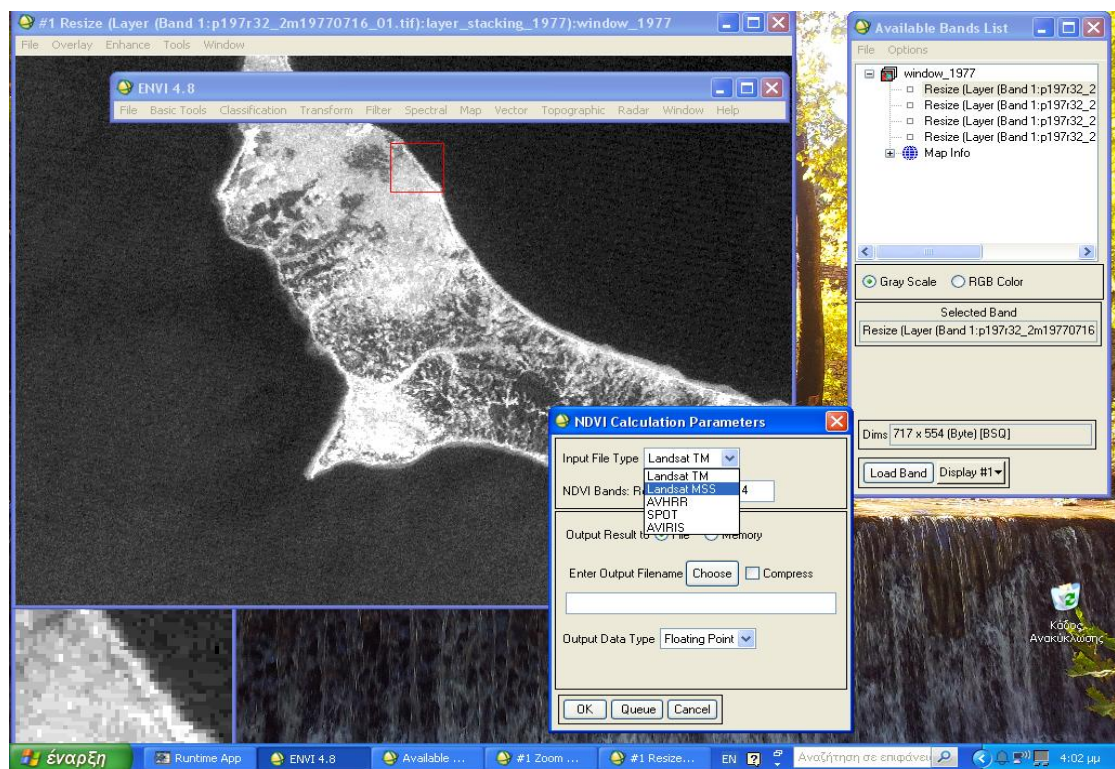 #1 Resize (Layer (Band 1:p197r32_2m19770716_01.tif):layer_stacking_1977):window_1977
File Overlay Enhance Tools Window
ENVI 4.8
File Basic Tools Classification Transform Filter Spectral Map Vector Topographic Radar Window Help
Available Bands List
File Options
window_1977
Resize (Layer (Band 1:p197r32_2
Resize (Layer (Band 1:p197r32_2
Resize (Layer (Band 1:p197r32_2
Resize (Layer (Band 1:p197r32_2
Map Info
Gray Scale RGB Color
Selected Band
Resize (Layer (Band 1:p197r32_2m19770716
Dims 717 x 554 (Byte) [BSQ]
Load Band Display #1
NDVI Calculation Parameters
Input File Type Landsat TM
Landsat TM
NDVI Bands: Landsat MSS 4
AVHRR
SPOT
AVIRIS
Output Result to File Memory
Enter Output Filename Choose Compress
Output Data Type Floating Point
OK Queue Cancel
Κάδος
Ανακύκλωσης
έναρξη Runtime App ENVI 4.8 Available ... #1 Zoom ... #1 Resize... EN Αναζήτηση σε επιφάνει 4:02 μμ